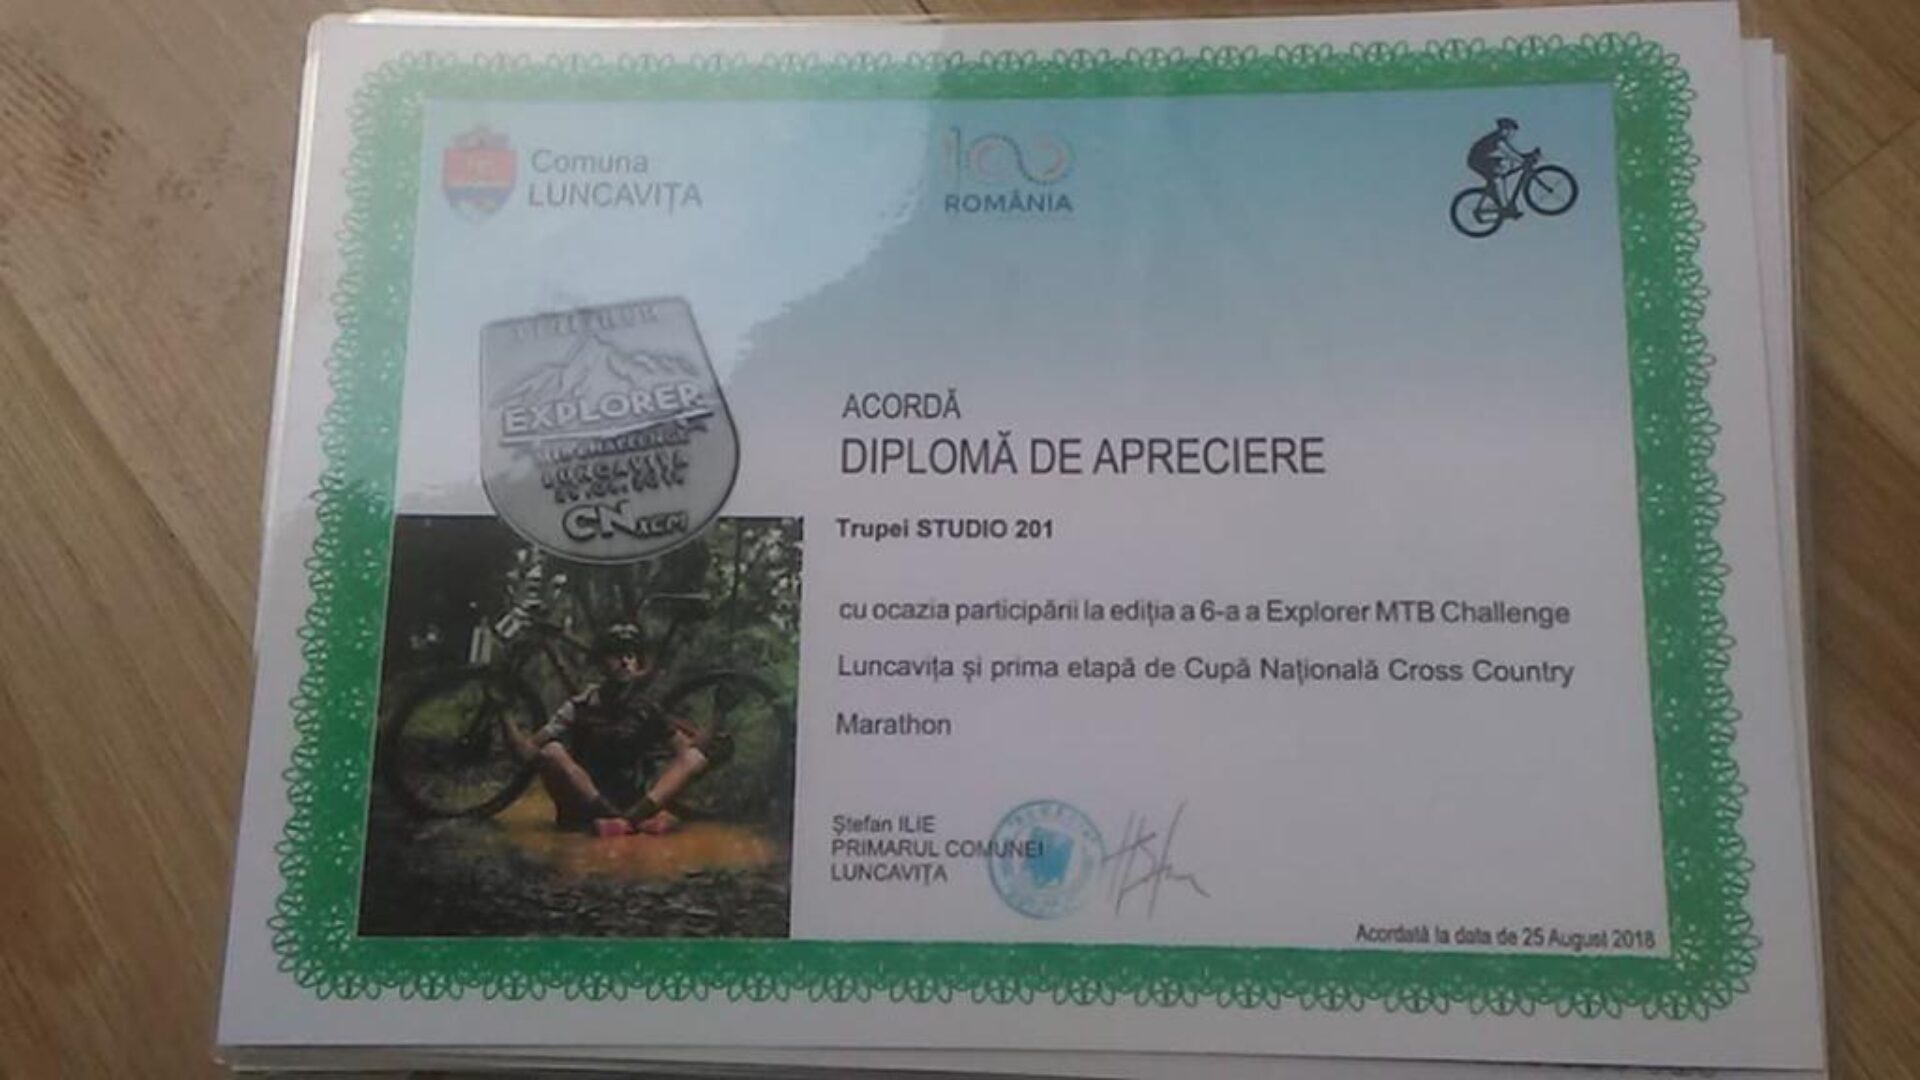 Comuna
LUNCAVIȚA
100
ROMÂNIA
EXPLORER
LUNCAVIȚA
CN XCM
ACORDĂ
DIPLOMĂ DE APRECIERE
Trupei STUDIO 201
cu ocazia participării la ediția a 6-a a Explorer MTB Challenge
Luncavița și prima etapă de Cupă Națională Cross Country
Marathon
Ștefan ILIE
PRIMARUL COMUNEI
LUNCAVIȚA
Acordată la data de 25 August 2018